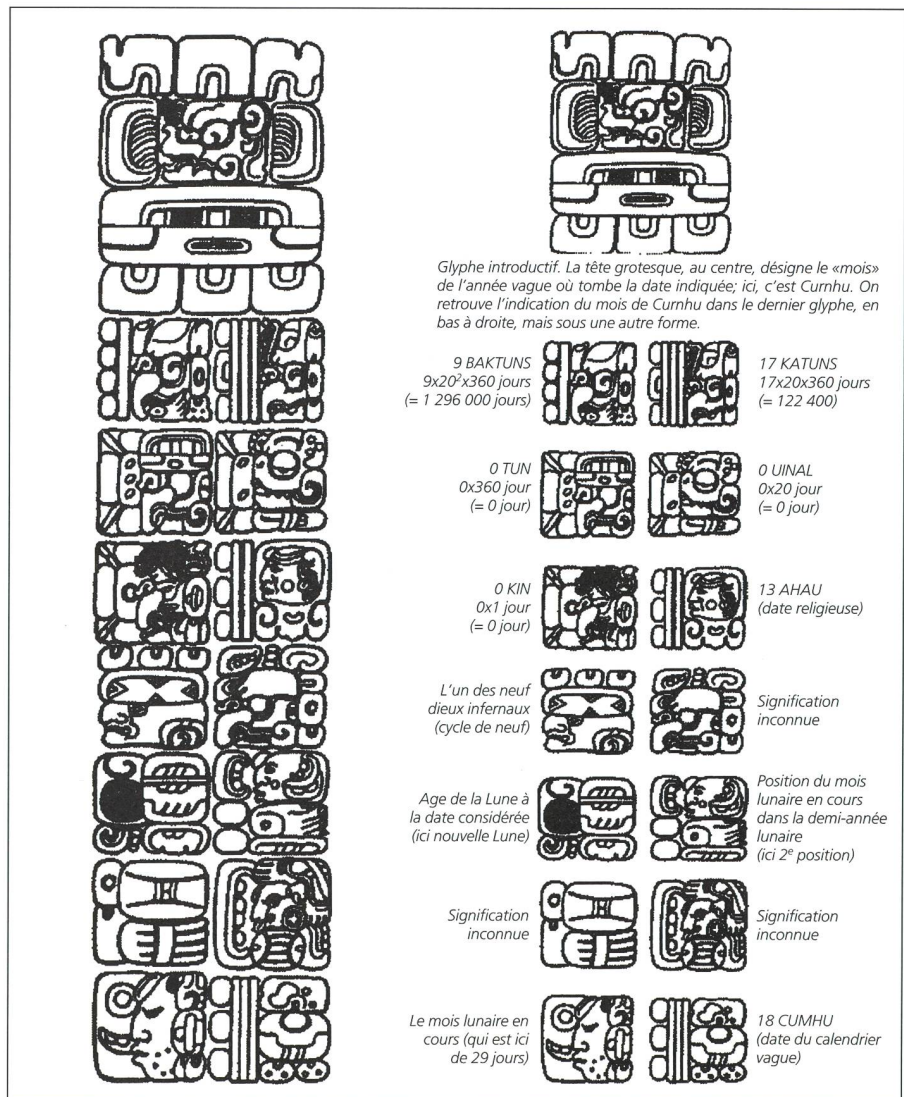 Glyphe introductif. La tête grotesque, au centre, désigne le «mois»
de l'année vague où tombe la date indiquée; ici, c'est Curnhu. On
retrouve l'indication du mois de Curnhu dans le dernier glyphe, en
bas à droite, mais sous une autre forme.
9 BAKTUNS
9x20²x360 jours
(= 1 296 000 jours)
17 KATUNS
17x20x360 jours
(= 122 400)
0 TUN
0x360 jour
(= 0 jour)
0 UINAL
0x20 jour
(= 0 jour)
0 KIN
0x1 jour
(= 0 jour)
13 AHAU
(date religieuse)
L'un des neuf
dieux infernaux
(cycle de neuf)
Signification
inconnue
Age de la Lune à
la date considérée
(ici nouvelle Lune)
Position du mois
lunaire en cours
dans la demi-année
lunaire
(ici 2e position)
Signification
inconnue
Signification
inconnue
Le mois lunaire en
cours (qui est ici
de 29 jours)
18 CUMHU
(date du calendrier
vague)